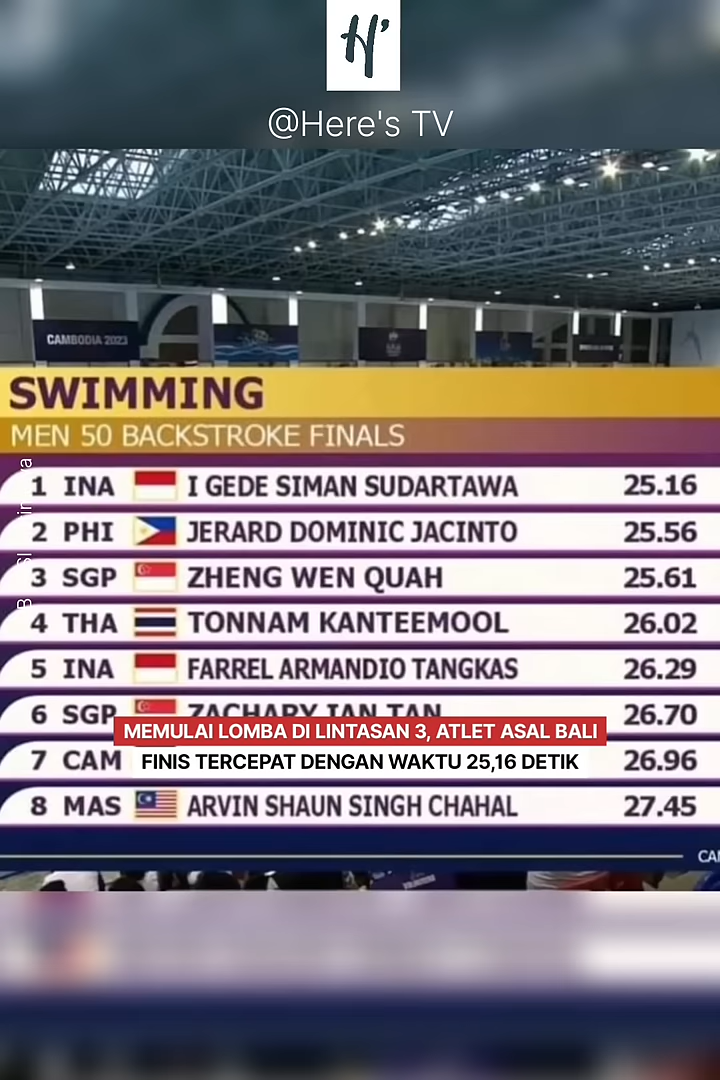 H'
@Here's TV
CAMBODIA 2023
SWIMMING
MEN 50 BACKSTROKE FINALS
1 INA I GEDE SIMAN SUDARTAWA 25.16
2 PHI JERARD DOMINIC JACINTO 25.56
3 SGP ZHENG WEN QUAH 25.61
4 THA TONNAM KANTEEMOOL 26.02
5 INA FARREL ARMANDIO TANGKAS 26.29
6 SGP ZACHARY IAN TAN 26.70
MEMULAI LOMBA DI LINTASAN 3, ATLET ASAL BALI
7 CAM 26.96
FINIS TERCEPAT DENGAN WAKTU 25,16 DETIK
8 MAS ARVIN SHAUN SINGH CHAHAL 27.45